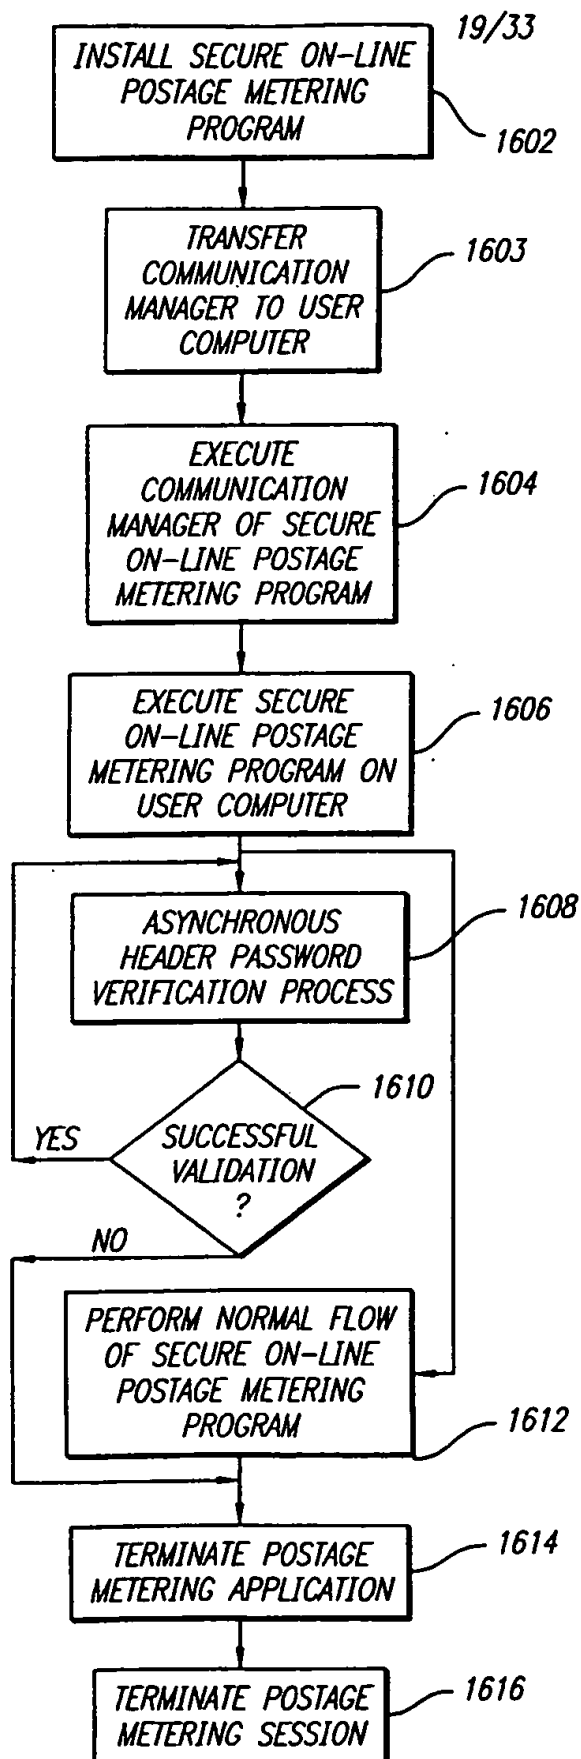 19/33
INSTALL SECURE ON-LINE
POSTAGE METERING
PROGRAM
1602
TRANSFER
COMMUNICATION
MANAGER TO USER
COMPUTER
1603
EXECUTE
COMMUNICATION
MANAGER OF SECURE
ON-LINE POSTAGE
METERING PROGRAM
1604
EXECUTE SECURE
ON-LINE POSTAGE
METERING PROGRAM ON
USER COMPUTER
1606
ASYNCHRONOUS
HEADER PASSWORD
VERIFICATION PROCESS
1608
SUCCESSFUL
VALIDATION
?
1610
YES
NO
PERFORM NORMAL FLOW
OF SECURE ON-LINE
POSTAGE METERING
PROGRAM
1612
TERMINATE POSTAGE
METERING APPLICATION
1614
TERMINATE POSTAGE
METERING SESSION
1616